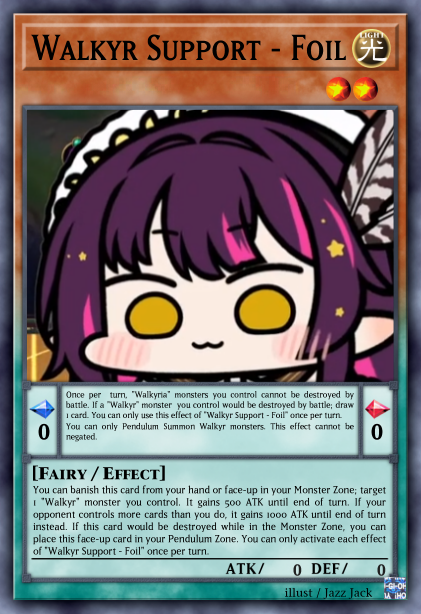 Walkyr Support - Foil
LIGHT
光
Once per turn, "Walkyria" monsters you control cannot be destroyed by
battle. If a "Walkyr" monster you control would be destroyed by battle; draw
1 card. You can only use this effect of "Walkyr Support - Foil" once per turn.
You can only Pendulum Summon Walkyr monsters. This effect cannot be
negated.
0
0
[Fairy / Effect]
You can banish this card from your hand or face-up in your Monster Zone; target
1 "Walkyr" monster you control. It gains 500 ATK until end of turn. If your
opponent controls more cards than you do, it gains 1000 ATK until end of turn
instead. If this card would be destroyed while in the Monster Zone, you can
place this face-up card in your Pendulum Zone. You can only activate each effect
of "Walkyr Support - Foil" once per turn.
ATK/ 0 DEF/ 0
illust / Jazz Jack